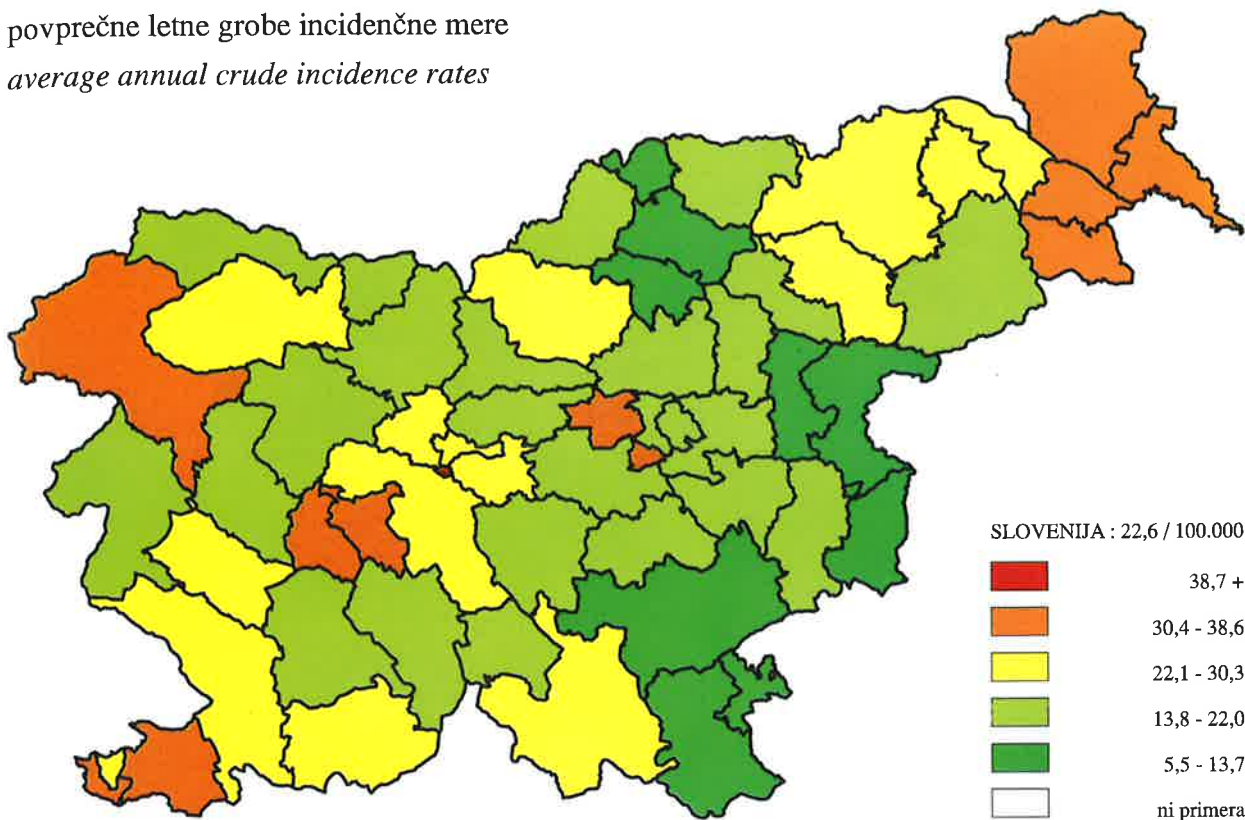 povprečne letne grobe incidenčne mere
average annual crude incidence rates
SLOVENIJA : 22,6 / 100.000
38,7 +
30,4 - 38,6
22,1 - 30,3
13,8 - 22,0
5,5 - 13,7
ni primera